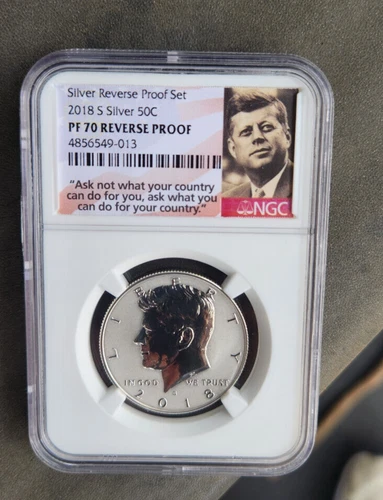 Silver Reverse Proof Set
2018 S Silver 50C
PF 70 REVERSE PROOF
4856549-013
"Ask not what your country
can do for you, ask what you
can do for your country."
NGC
LIBERTY
IN GOD WE TRUST
S
2018